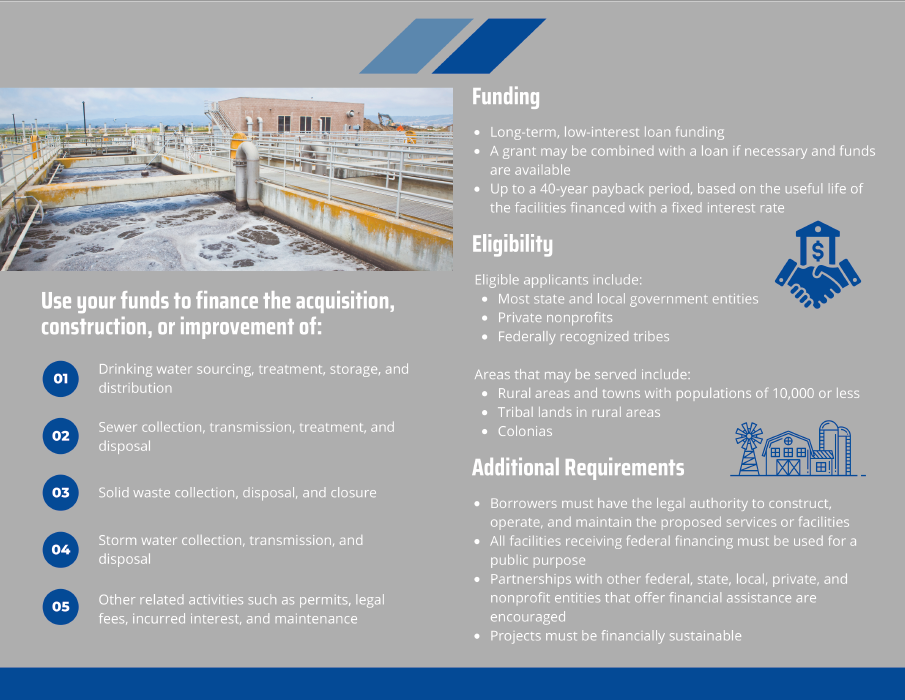 Use your funds to finance the acquisition,
construction, or improvement of:
01
Drinking water sourcing, treatment, storage, and
distribution
02
Sewer collection, transmission, treatment, and
disposal
03
Solid waste collection, disposal, and closure
04
Storm water collection, transmission, and
disposal
05
Other related activities such as permits, legal
fees, incurred interest, and maintenance
Funding
• Long-term, low-interest loan funding
• A grant may be combined with a loan if necessary and funds
are available
• Up to a 40-year payback period, based on the useful life of
the facilities financed with a fixed interest rate
Eligibility
$
Eligible applicants include:
• Most state and local government entities
• Private nonprofits
• Federally recognized tribes
Areas that may be served include:
• Rural areas and towns with populations of 10,000 or less
• Tribal lands in rural areas
• Colonias
Additional Requirements
• Borrowers must have the legal authority to construct,
operate, and maintain the proposed services or facilities
• All facilities receiving federal financing must be used for a
public purpose
• Partnerships with other federal, state, local, private, and
nonprofit entities that offer financial assistance are
encouraged
• Projects must be financially sustainable